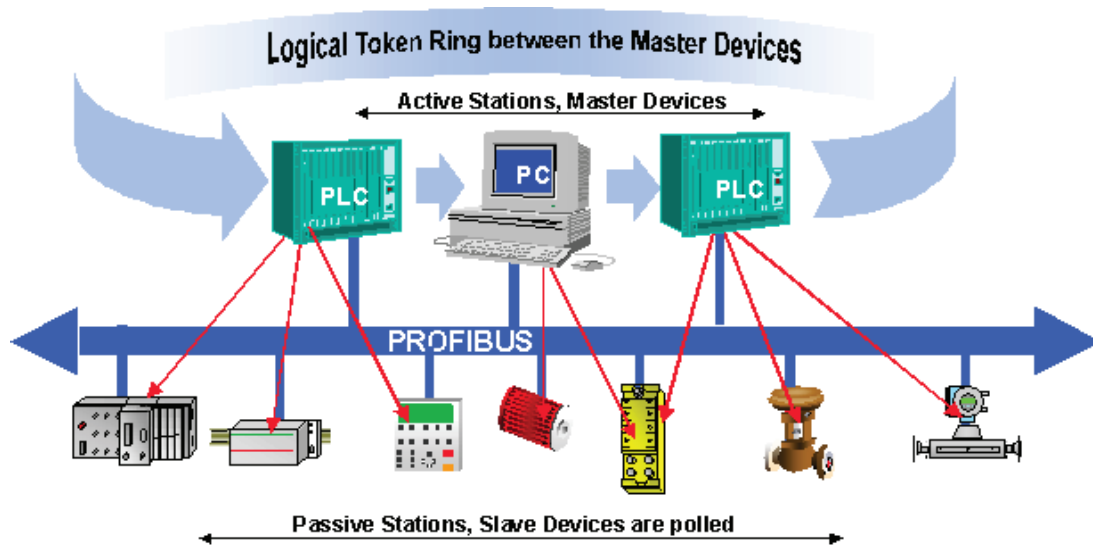 Logical Token Ring between the Master Devices
Active Stations, Master Devices
PLC
PC
PLC
PROFIBUS
Passive Stations, Slave Devices are polled